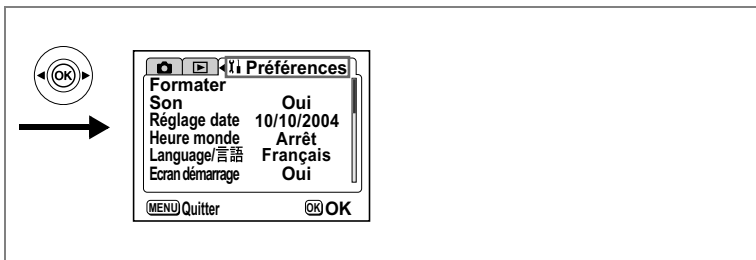 OK
Préférences
Formater
Son Oui
Réglage date 10/10/2004
Heure monde Arrêt
Language/言語 Français
Ecran démarrage Oui
MENU Quitter OK OK